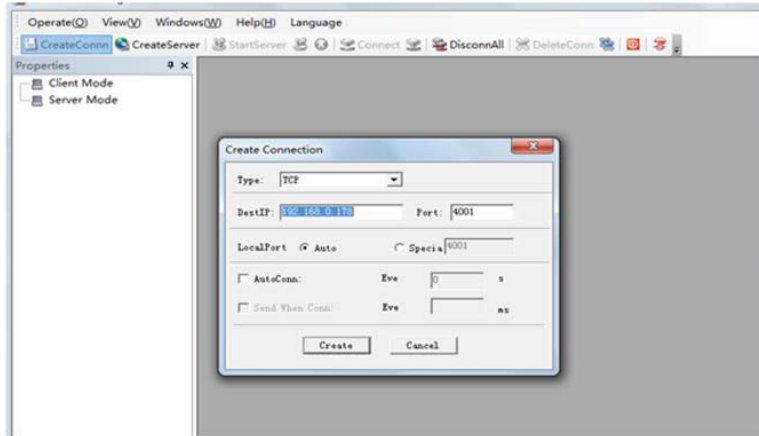 Operate(O) View(V) Windows(W) Help(H) Language
CreateConnn CreateServer StartServer Connect DisconnAll DeleteConn
Properties
Client Mode
Server Mode
Create Connection
Type: TCP
DestIP: 192.168.0.178 Port: 4001
LocalPort Auto Specia 4001
AutoConn: Eve 0 s
Send When Conn: Eve ms
Create Cancel